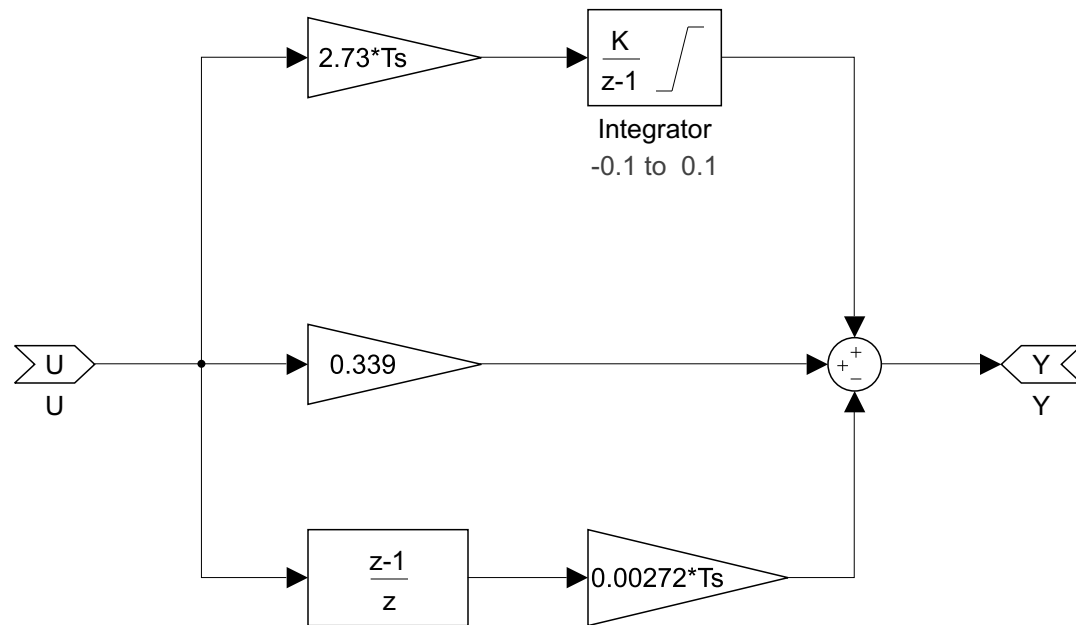 2.73*Ts
K
z-1
Integrator
-0.1 to 0.1
U
U
0.339
+
+
−
Y
Y
z-1
z
0.00272*Ts